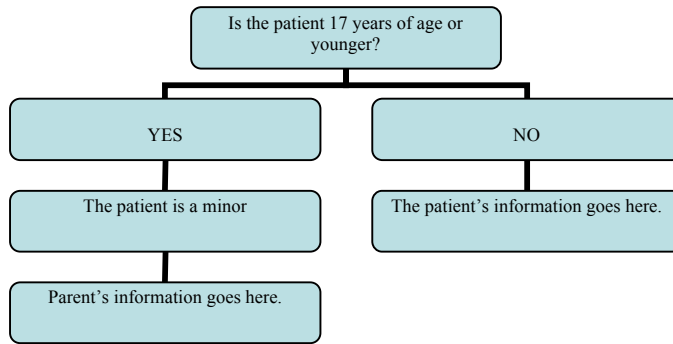 Is the patient 17 years of age or
younger?
YES
NO
The patient is a minor
The patient’s information goes here.
Parent’s information goes here.